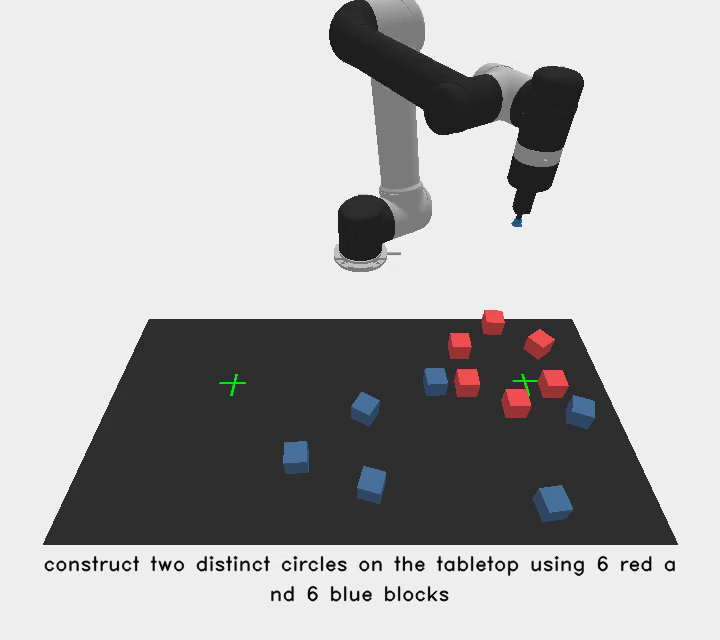 construct two distinct circles on the tabletop using 6 red a
nd 6 blue blocks